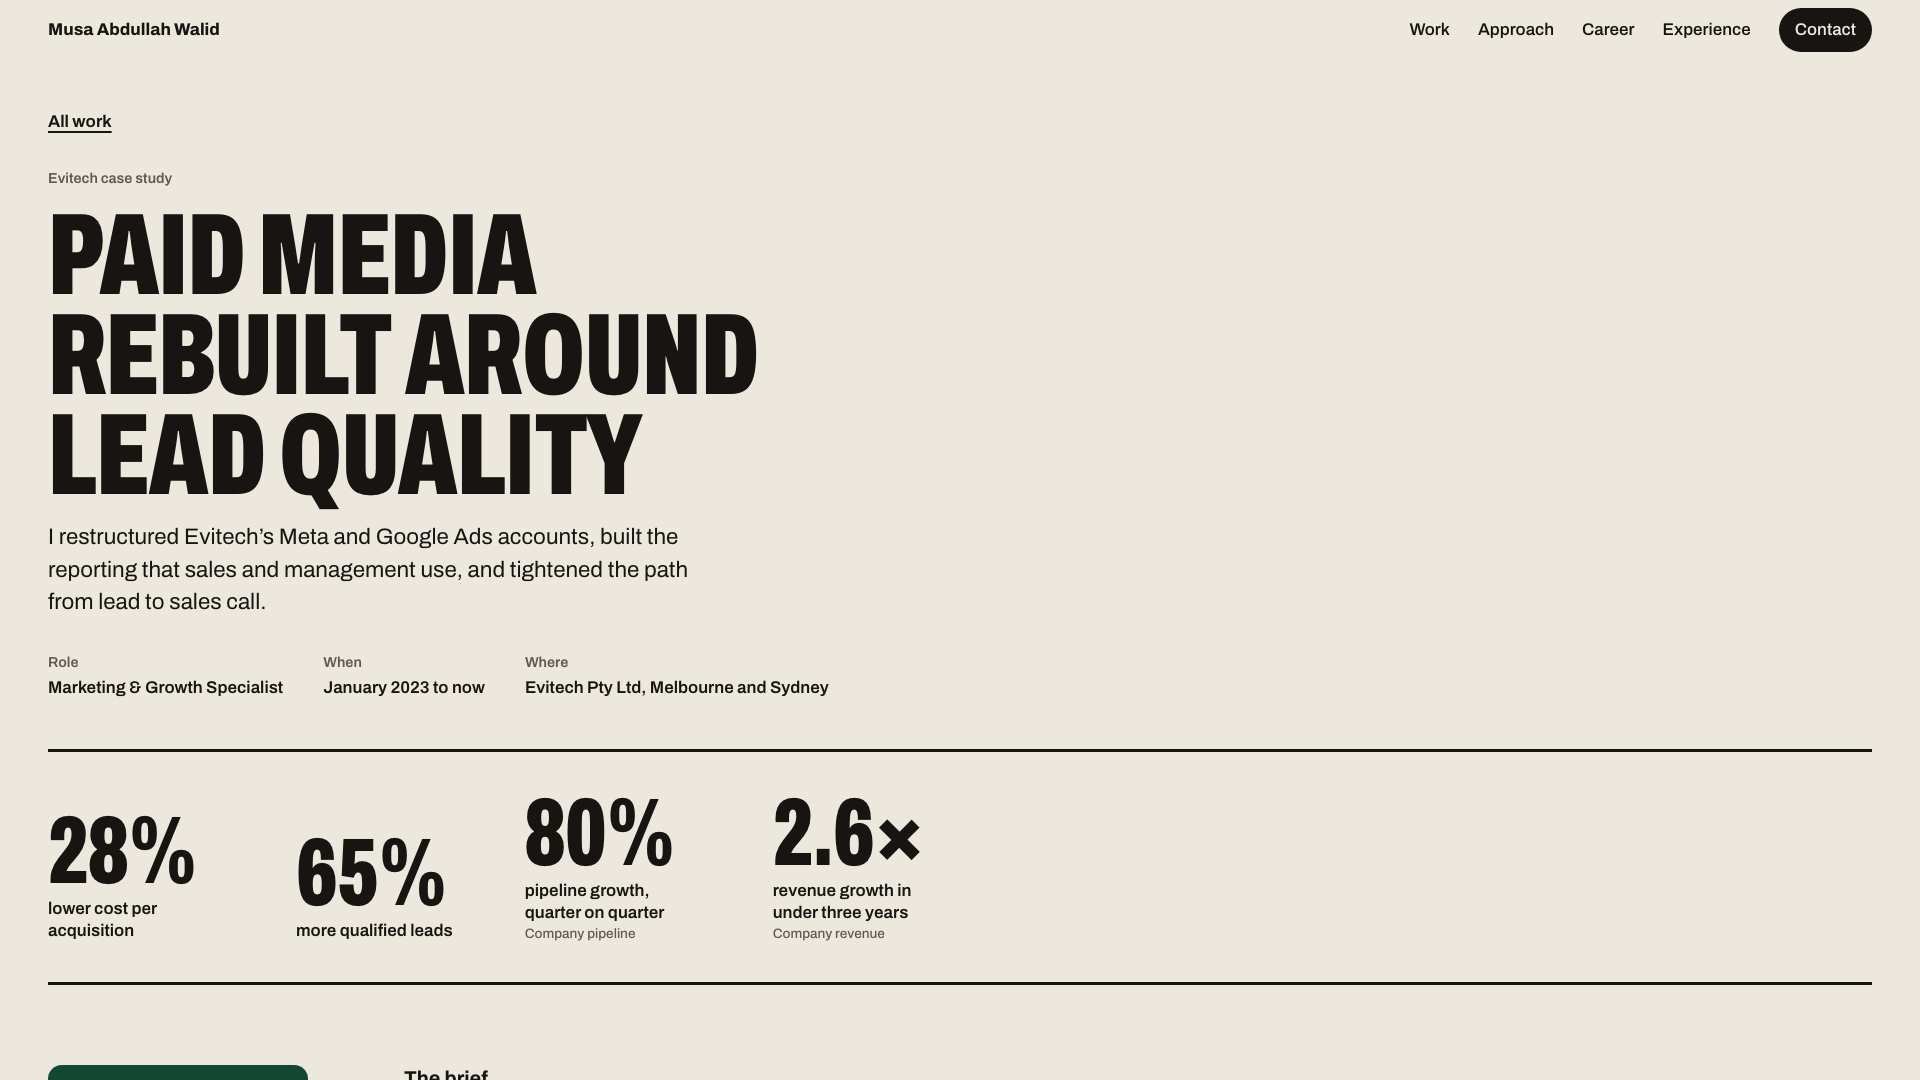 Musa Abdullah Walid
Work
Approach
Career
Experience
Contact
All work
Evitech case study
PAID MEDIA
REBUILT AROUND
LEAD QUALITY
I restructured Evitech’s Meta and Google Ads accounts, built the
reporting that sales and management use, and tightened the path
from lead to sales call.
Role
Marketing & Growth Specialist
When
January 2023 to now
Where
Evitech Pty Ltd, Melbourne and Sydney
28%
lower cost per
acquisition
65%
more qualified leads
80%
pipeline growth,
quarter on quarter
Company pipeline
2.6×
revenue growth in
under three years
Company revenue
The brief